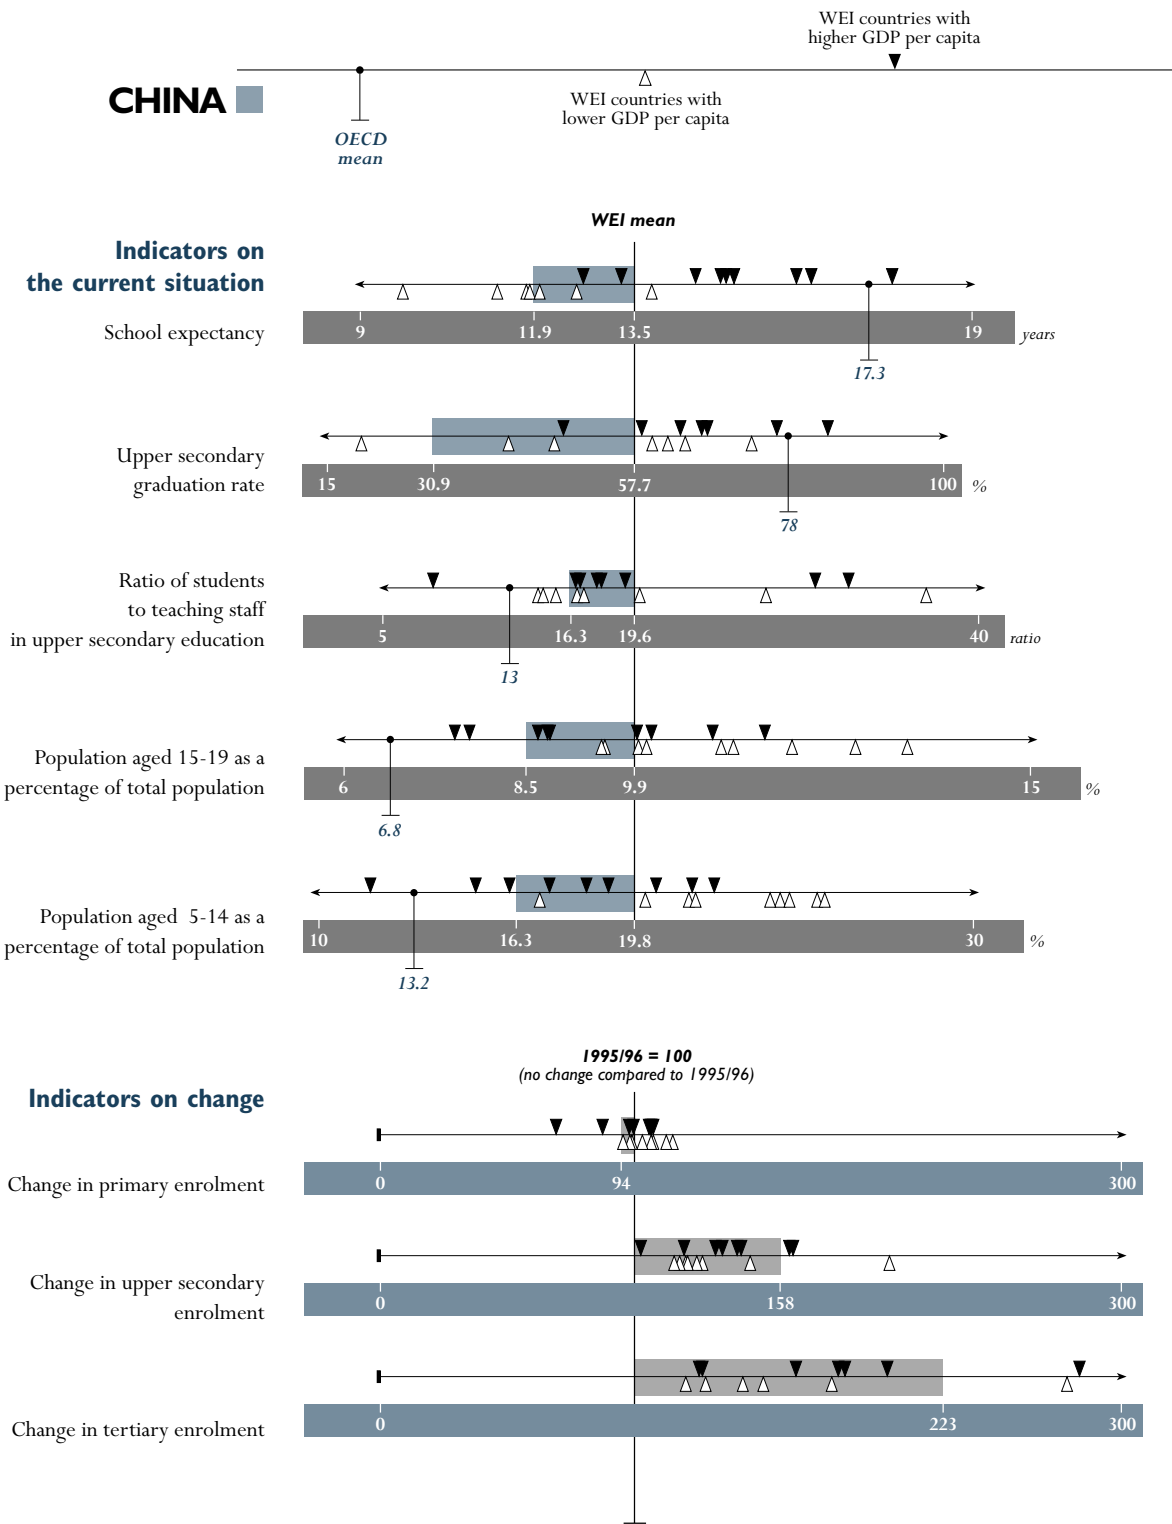 WEI countries with
higher GDP per capita
CHINA
WEI countries with
lower GDP per capita
OECD
mean
WEI mean
Indicators on
the current situation
School expectancy
9 11.9 13.5 19 years
17.3
Upper secondary
graduation rate
15 30.9 57.7 100 %
78
Ratio of students
to teaching staff
in upper secondary education
5 16.3 19.6 40 ratio
13
Population aged 15-19 as a
percentage of total population
6 8.5 9.9 15 %
6.8
Population aged 5-14 as a
percentage of total population
10 16.3 19.8 30 %
13.2
1995/96 = 100
(no change compared to 1995/96)
Indicators on change
Change in primary enrolment
0 94 300
Change in upper secondary
enrolment
0 158 300
Change in tertiary enrolment
0 223 300